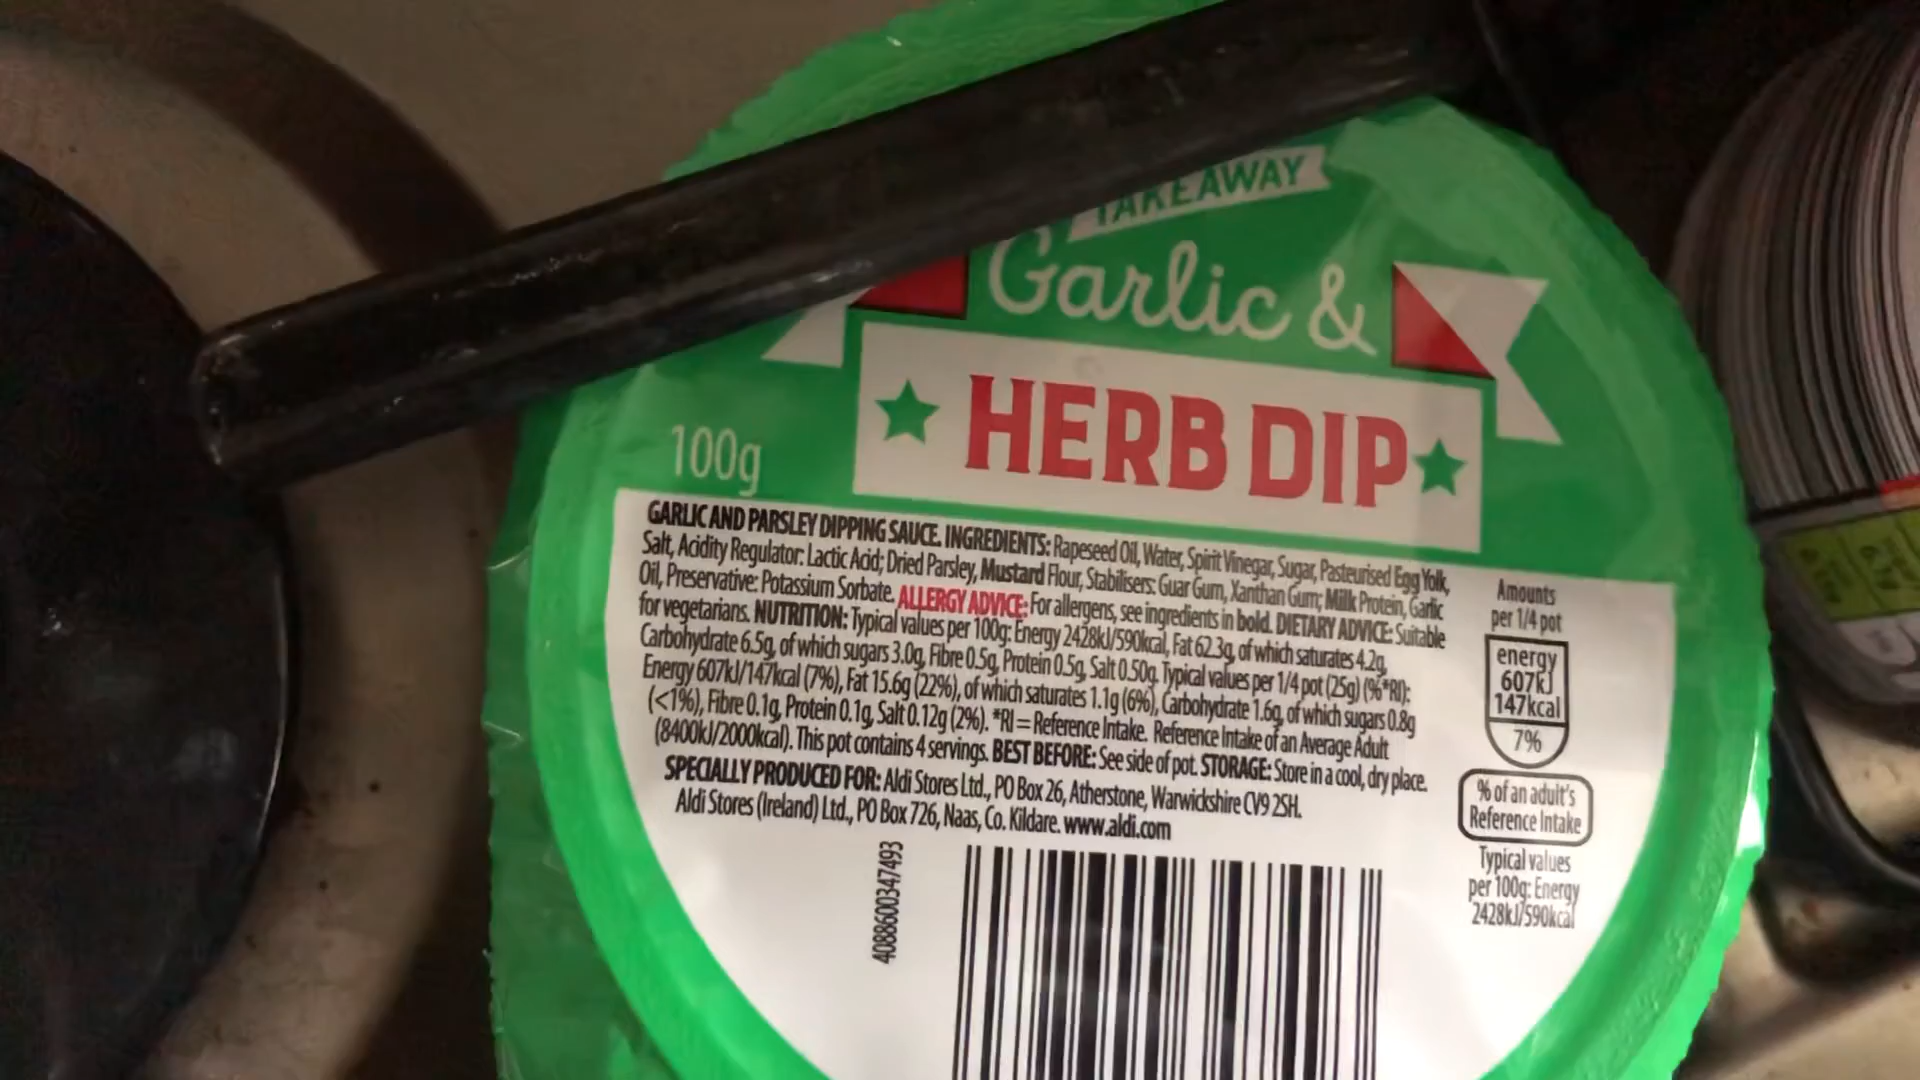 TAKEAWAY
Garlic &
HERB DIP
100g
GARLIC AND PARSLEY DIPPING SAUCE. INGREDIENTS: Rapeseed Oil, Water, Spirit Vinegar, Sugar, Pasteurised Egg Yolk,
Salt, Acidity Regulator: Lactic Acid; Dried Parsley, Mustard Flour, Stabilisers: Guar Gum, Xanthan Gum; Milk Protein, Garlic
Oil, Preservative: Potassium Sorbate. ALLERGY ADVICE: For allergens, see ingredients in bold. DIETARY ADVICE: Suitable
for vegetarians. NUTRITION: Typical values per 100g: Energy 2428kJ/590kcal, Fat 62.3g, of which saturates 4.2g,
Carbohydrate 6.5g, of which sugars 3.0g, Fibre 0.5g, Protein 0.5g, Salt 0.50g. Typical values per 1/4 pot (25g) (%*RI):
Energy 607kJ/147kcal (7%), Fat 15.6g (22%), of which saturates 1.1g (6%), Carbohydrate 1.6g, of which sugars 0.8g
(<1%), Fibre 0.1g, Protein 0.1g, Salt 0.12g (2%). *RI = Reference Intake. Reference Intake of an Average Adult
(8400kJ/2000kcal). This pot contains 4 servings. BEST BEFORE: See side of pot. STORAGE: Store in a cool, dry place.
SPECIALLY PRODUCED FOR: Aldi Stores Ltd., PO Box 26, Atherstone, Warwickshire CV9 2SH.
Aldi Stores (Ireland) Ltd., PO Box 726, Naas, Co. Kildare. www.aldi.com
4088600347493
Amounts
per 1/4 pot
energy
607kJ
147kcal
7%
% of an adult's
Reference Intake
Typical values
per 100g: Energy
2428kJ/590kcal